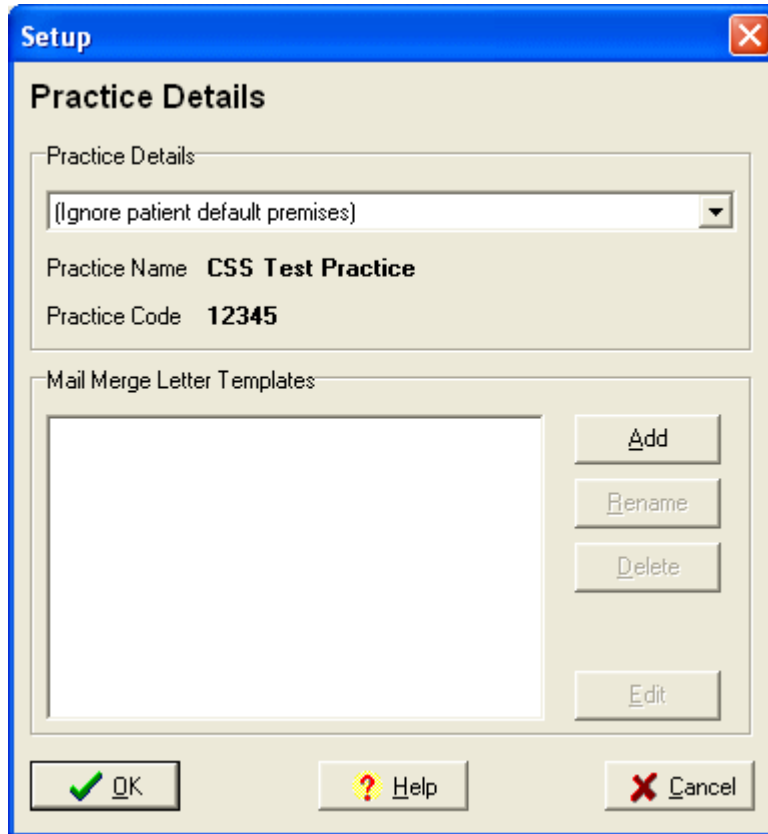 Setup
Practice Details
Practice Details
(Ignore patient default premises)
Practice Name CSS Test Practice
Practice Code 12345
Mail Merge Letter Templates
Add
Rename
Delete
Edit
OK ? Help Cancel